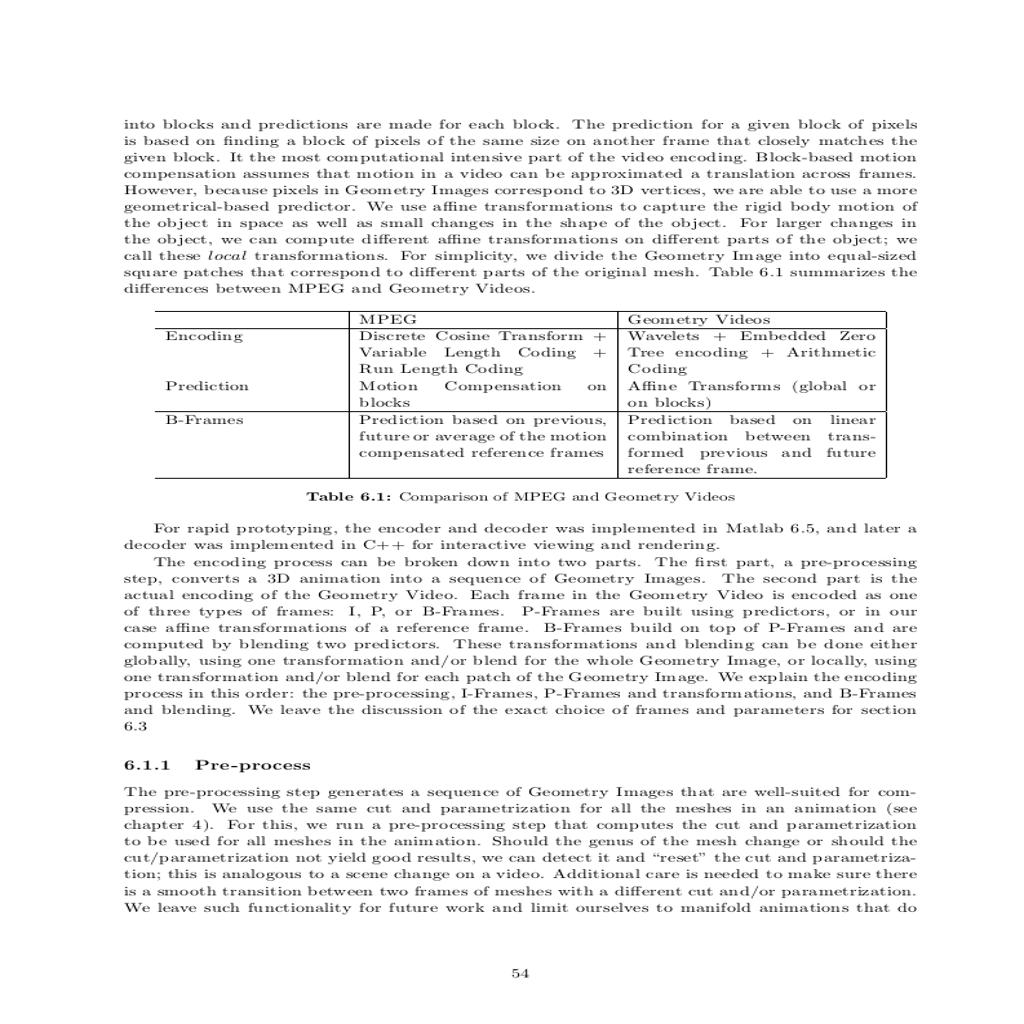 into blocks and predictions are made for each block. The prediction for a given block of pixels
is based on finding a block of pixels of the same size on another frame that closely matches the
given block. It the most computational intensive part of the video encoding. Block-based motion
compensation assumes that motion in a video can be approximated a translation across frames.
However, because pixels in Geometry Images correspond to 3D vertices, we are able to use a more
geometrical-based predictor. We use affine transformations to capture the rigid body motion of
the object in space as well as small changes in the shape of the object. For larger changes in
the object, we can compute different affine transformations on different parts of the object; we
call these local transformations. For simplicity, we divide the Geometry Image into equal-sized
square patches that correspond to different parts of the original mesh. Table 6.1 summarizes the
differences between MPEG and Geometry Videos.
MPEG Geometry Videos
Encoding Discrete Cosine Transform + Wavelets + Embedded Zero
Variable Length Coding + Tree encoding + Arithmetic
Run Length Coding Coding
Prediction Motion Compensation on Affine Transforms (global or
blocks on blocks)
B-Frames Prediction based on previous, Prediction based on linear
future or average of the motion combination between trans-
compensated reference frames formed previous and future
reference frame.
Table 6.1: Comparison of MPEG and Geometry Videos
For rapid prototyping, the encoder and decoder was implemented in Matlab 6.5, and later a
decoder was implemented in C++ for interactive viewing and rendering.
The encoding process can be broken down into two parts. The first part, a pre-processing
step, converts a 3D animation into a sequence of Geometry Images. The second part is the
actual encoding of the Geometry Video. Each frame in the Geometry Video is encoded as one
of three types of frames: I, P, or B-Frames. P-Frames are built using predictors, or in our
case affine transformations of a reference frame. B-Frames build on top of P-Frames and are
computed by blending two predictors. These transformations and blending can be done either
globally, using one transformation and/or blend for the whole Geometry Image, or locally, using
one transformation and/or blend for each patch of the Geometry Image. We explain the encoding
process in this order: the pre-processing, I-Frames, P-Frames and transformations, and B-Frames
and blending. We leave the discussion of the exact choice of frames and parameters for section
6.3
6.1.1 Pre-process
The pre-processing step generates a sequence of Geometry Images that are well-suited for com-
pression. We use the same cut and parametrization for all the meshes in an animation (see
chapter 4). For this, we run a pre-processing step that computes the cut and parametrization
to be used for all meshes in the animation. Should the genus of the mesh change or should the
cut/parametrization not yield good results, we can detect it and “reset” the cut and parametriza-
tion; this is analogous to a scene change on a video. Additional care is needed to make sure there
is a smooth transition between two frames of meshes with a different cut and/or parametrization.
We leave such functionality for future work and limit ourselves to manifold animations that do
54